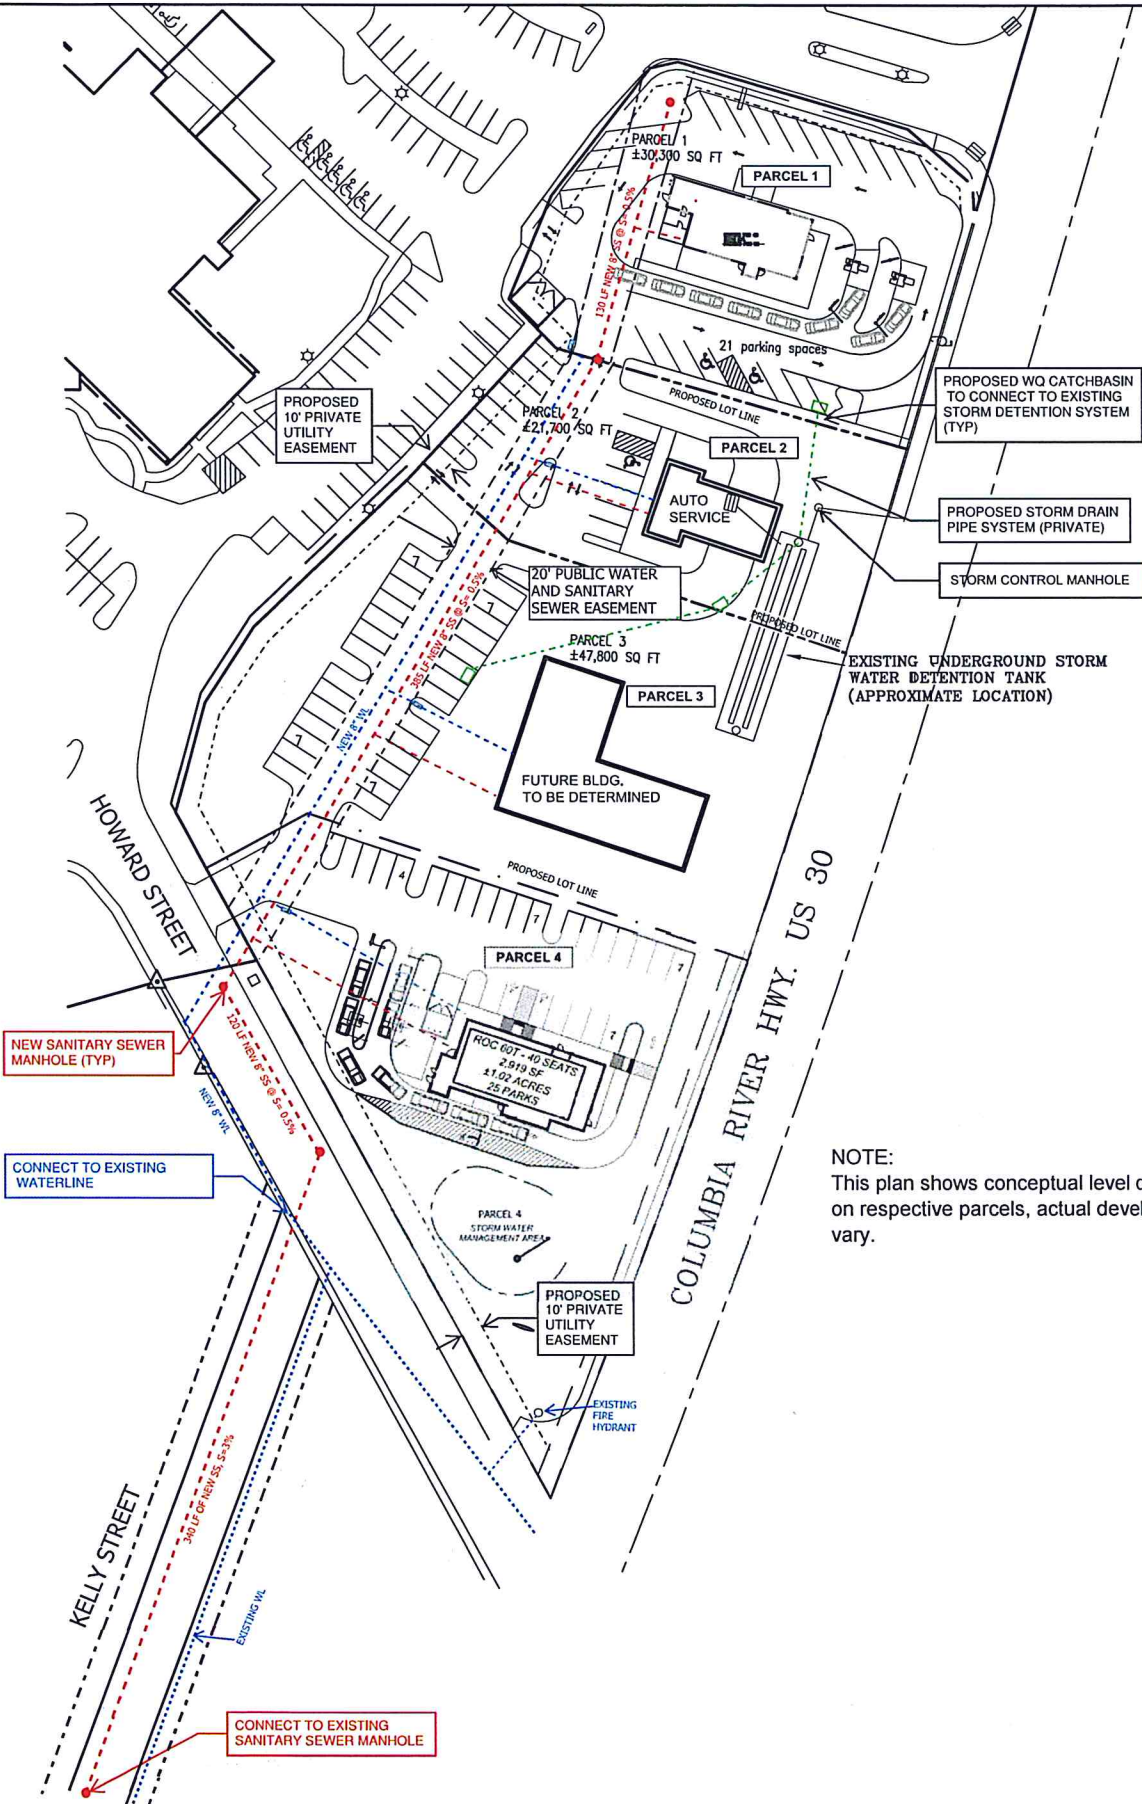 PARCEL 1
±30,300 SQ FT
PARCEL 1
130 LF NEW 8" SS @ S= 0.5%
21 parking spaces
PROPOSED
10' PRIVATE
UTILITY
EASEMENT
PARCEL 2
±21,700 SQ FT
PROPOSED LOT LINE
PARCEL 2
PROPOSED WQ CATCHBASIN
TO CONNECT TO EXISTING
STORM DETENTION SYSTEM
(TYP)
AUTO
SERVICE
PROPOSED STORM DRAIN
PIPE SYSTEM (PRIVATE)
STORM CONTROL MANHOLE
7
7
20' PUBLIC WATER
AND SANITARY
SEWER EASEMENT
385 LF NEW 8" SS @ S= 0.5%
PROPOSED LOT LINE
PARCEL 3
±47,800 SQ FT
PARCEL 3
EXISTING UNDERGROUND STORM
WATER DETENTION TANK
(APPROXIMATE LOCATION)
NEW 8" WL
7
7
FUTURE BLDG.
TO BE DETERMINED
HOWARD STREET
PROPOSED LOT LINE
4
7
7
7
PARCEL 4
COLUMBIA RIVER HWY. US 30
NEW SANITARY SEWER
MANHOLE (TYP)
120 LF NEW 8" SS @ S= 0.5%
ROC 60T - 40 SEATS
2,919 SF
±1.02 ACRES
25 PARKS
NEW 8" WL
CONNECT TO EXISTING
WATERLINE
NOTE:
This plan shows conceptual level
on respective parcels, actual
vary.
PARCEL 4
STORM WATER
MANAGEMENT AREA
PROPOSED
10' PRIVATE
UTILITY
EASEMENT
EXISTING
FIRE
HYDRANT
340 LF OF NEW SS, S=3%
KELLY STREET
EXISTING WL
CONNECT TO EXISTING
SANITARY SEWER MANHOLE